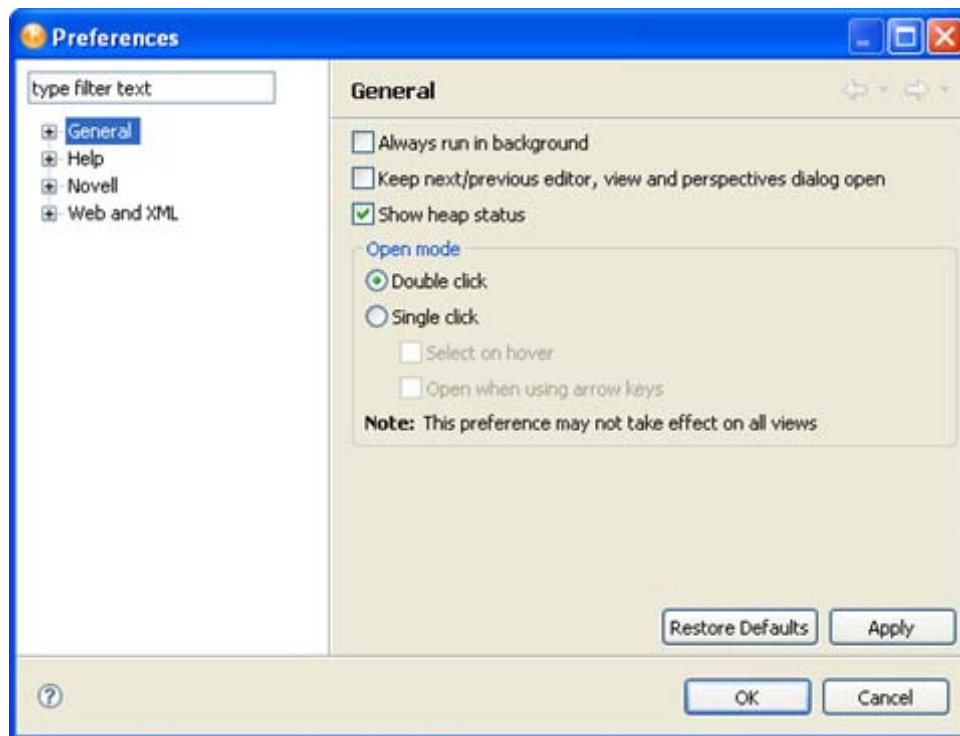 Preferences
type filter text
General
Help
Novell
Web and XML
General
Always run in background
Keep next/previous editor, view and perspectives dialog open
Show heap status
Open mode
Double click
Single click
Select on hover
Open when using arrow keys
Note: This preference may not take effect on all views
Restore Defaults
Apply
?
OK
Cancel